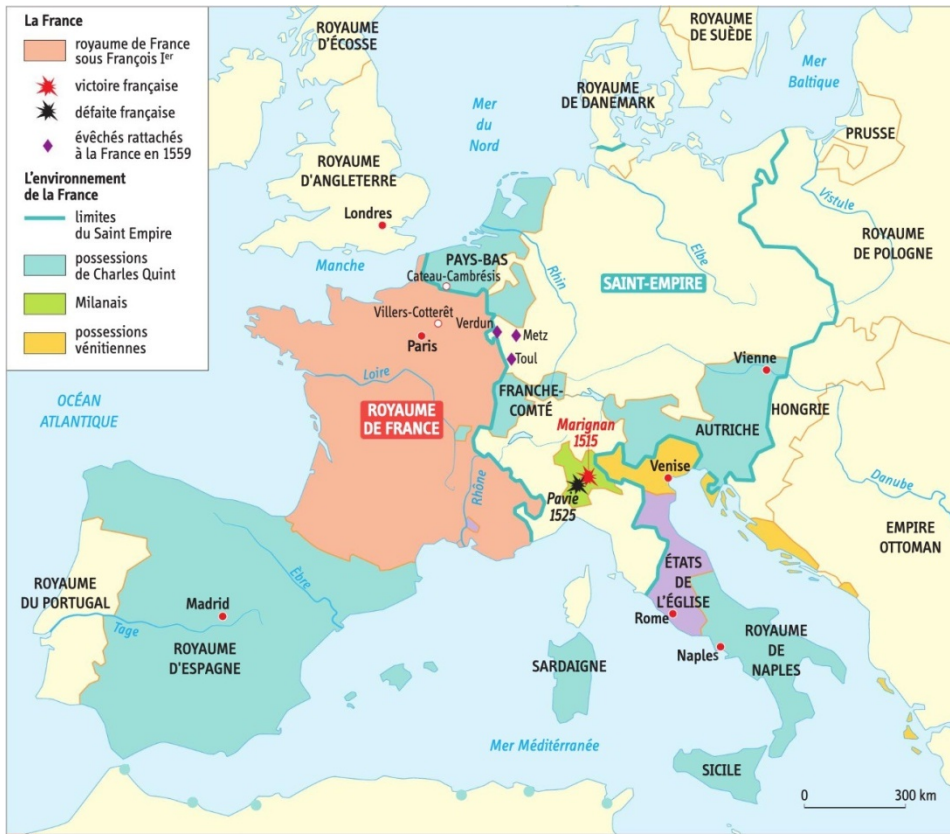 La France
royaume de France
sous François Ier
victoire française
défaite française
évêchés rattachés
à la France en 1559
L'environnement
de la France
limites
du Saint Empire
possessions
de Charles Quint
Milanais
possessions
vénitiennes
ROYAUME
D'ÉCOSSE
ROYAUME
DE SUÈDE
Mer
Baltique
Mer
du
Nord
ROYAUME
DE DANEMARK
PRUSSE
ROYAUME
D'ANGLETERRE
Londres
Vistule
ROYAUME
DE POLOGNE
Elbe
Rhin
Manche
PAYS-BAS
Cateau-Cambrésis
SAINT-EMPIRE
Villers-Cotterêt
Verdun
Metz
Paris
Toul
Vienne
Loire
FRANCHE-
COMTÉ
OCÉAN
ATLANTIQUE
ROYAUME
DE FRANCE
HONGRIE
AUTRICHE
Marignan
1515
Venise
Rhône
Pavie
1525
Danube
EMPIRE
OTTOMAN
ROYAUME
DU PORTUGAL
Èbre
ÉTATS
DE
L'ÉGLISE
Madrid
Rome
Tage
ROYAUME
D'ESPAGNE
Naples
ROYAUME
DE
NAPLES
SARDAIGNE
Mer Méditérranée
SICILE
0 300 km